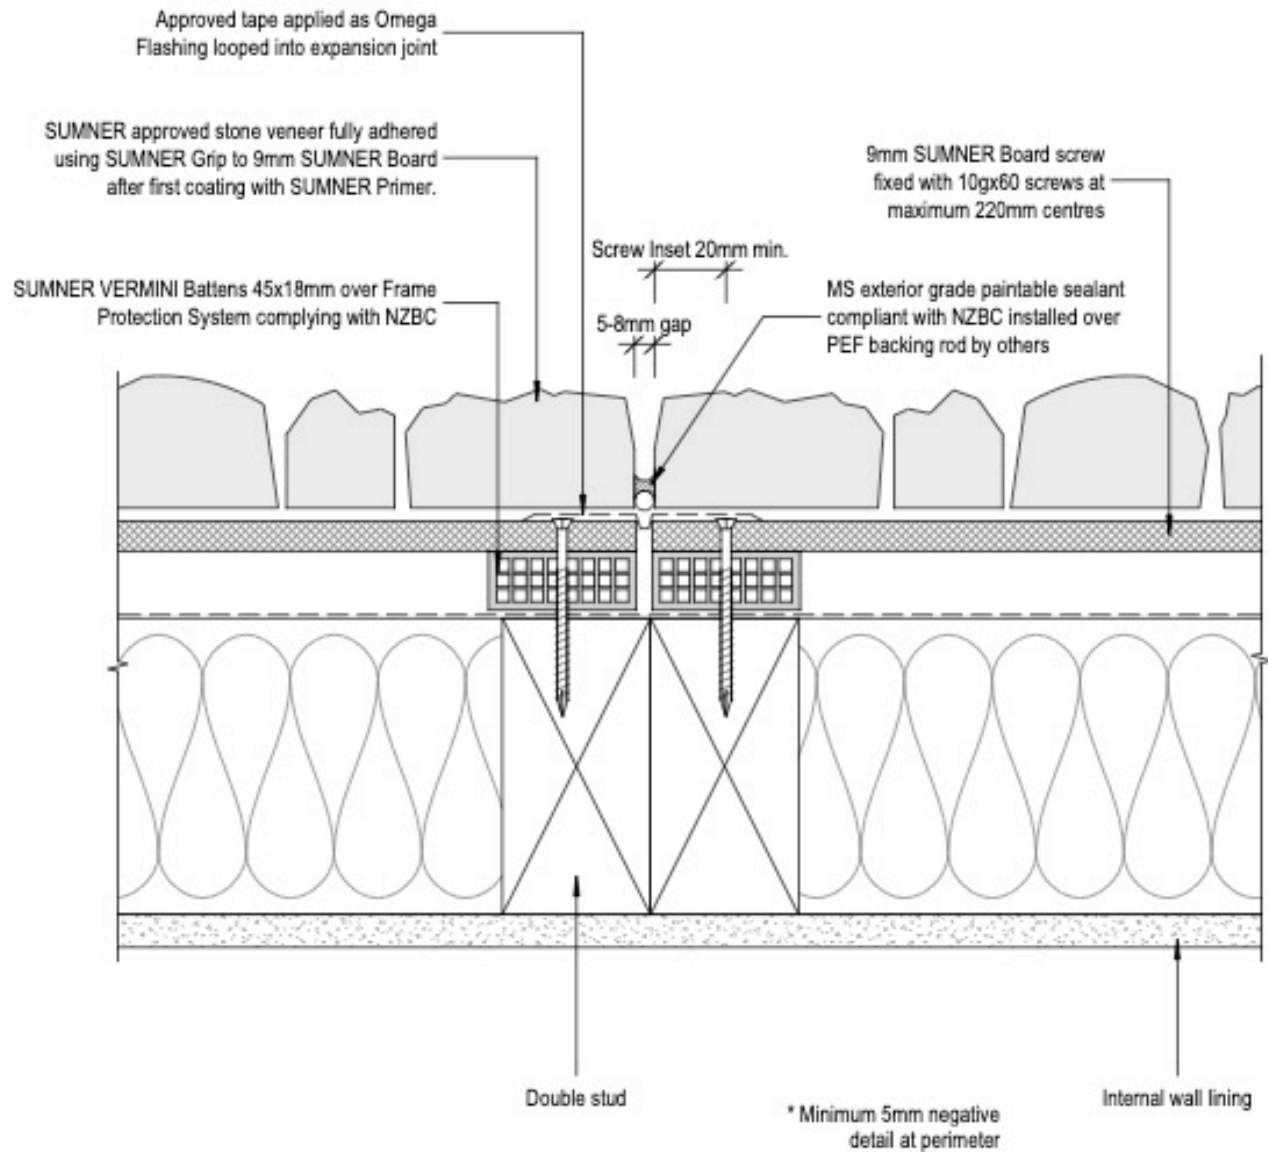 Approved tape applied as Omega
Flashing looped into expansion joint
SUMNER approved stone veneer fully adhered
using SUMNER Grip to 9mm SUMNER Board
after first coating with SUMNER Primer.
9mm SUMNER Board screw
fixed with 10gx60 screws at
maximum 220mm centres
Screw Inset 20mm min.
SUMNER VERMINI Battens 45x18mm over Frame
Protection System complying with NZBC
5-8mm gap
MS exterior grade paintable sealant
compliant with NZBC installed over
PEF backing rod by others
Double stud
Internal wall lining
* Minimum 5mm negative
detail at perimeter